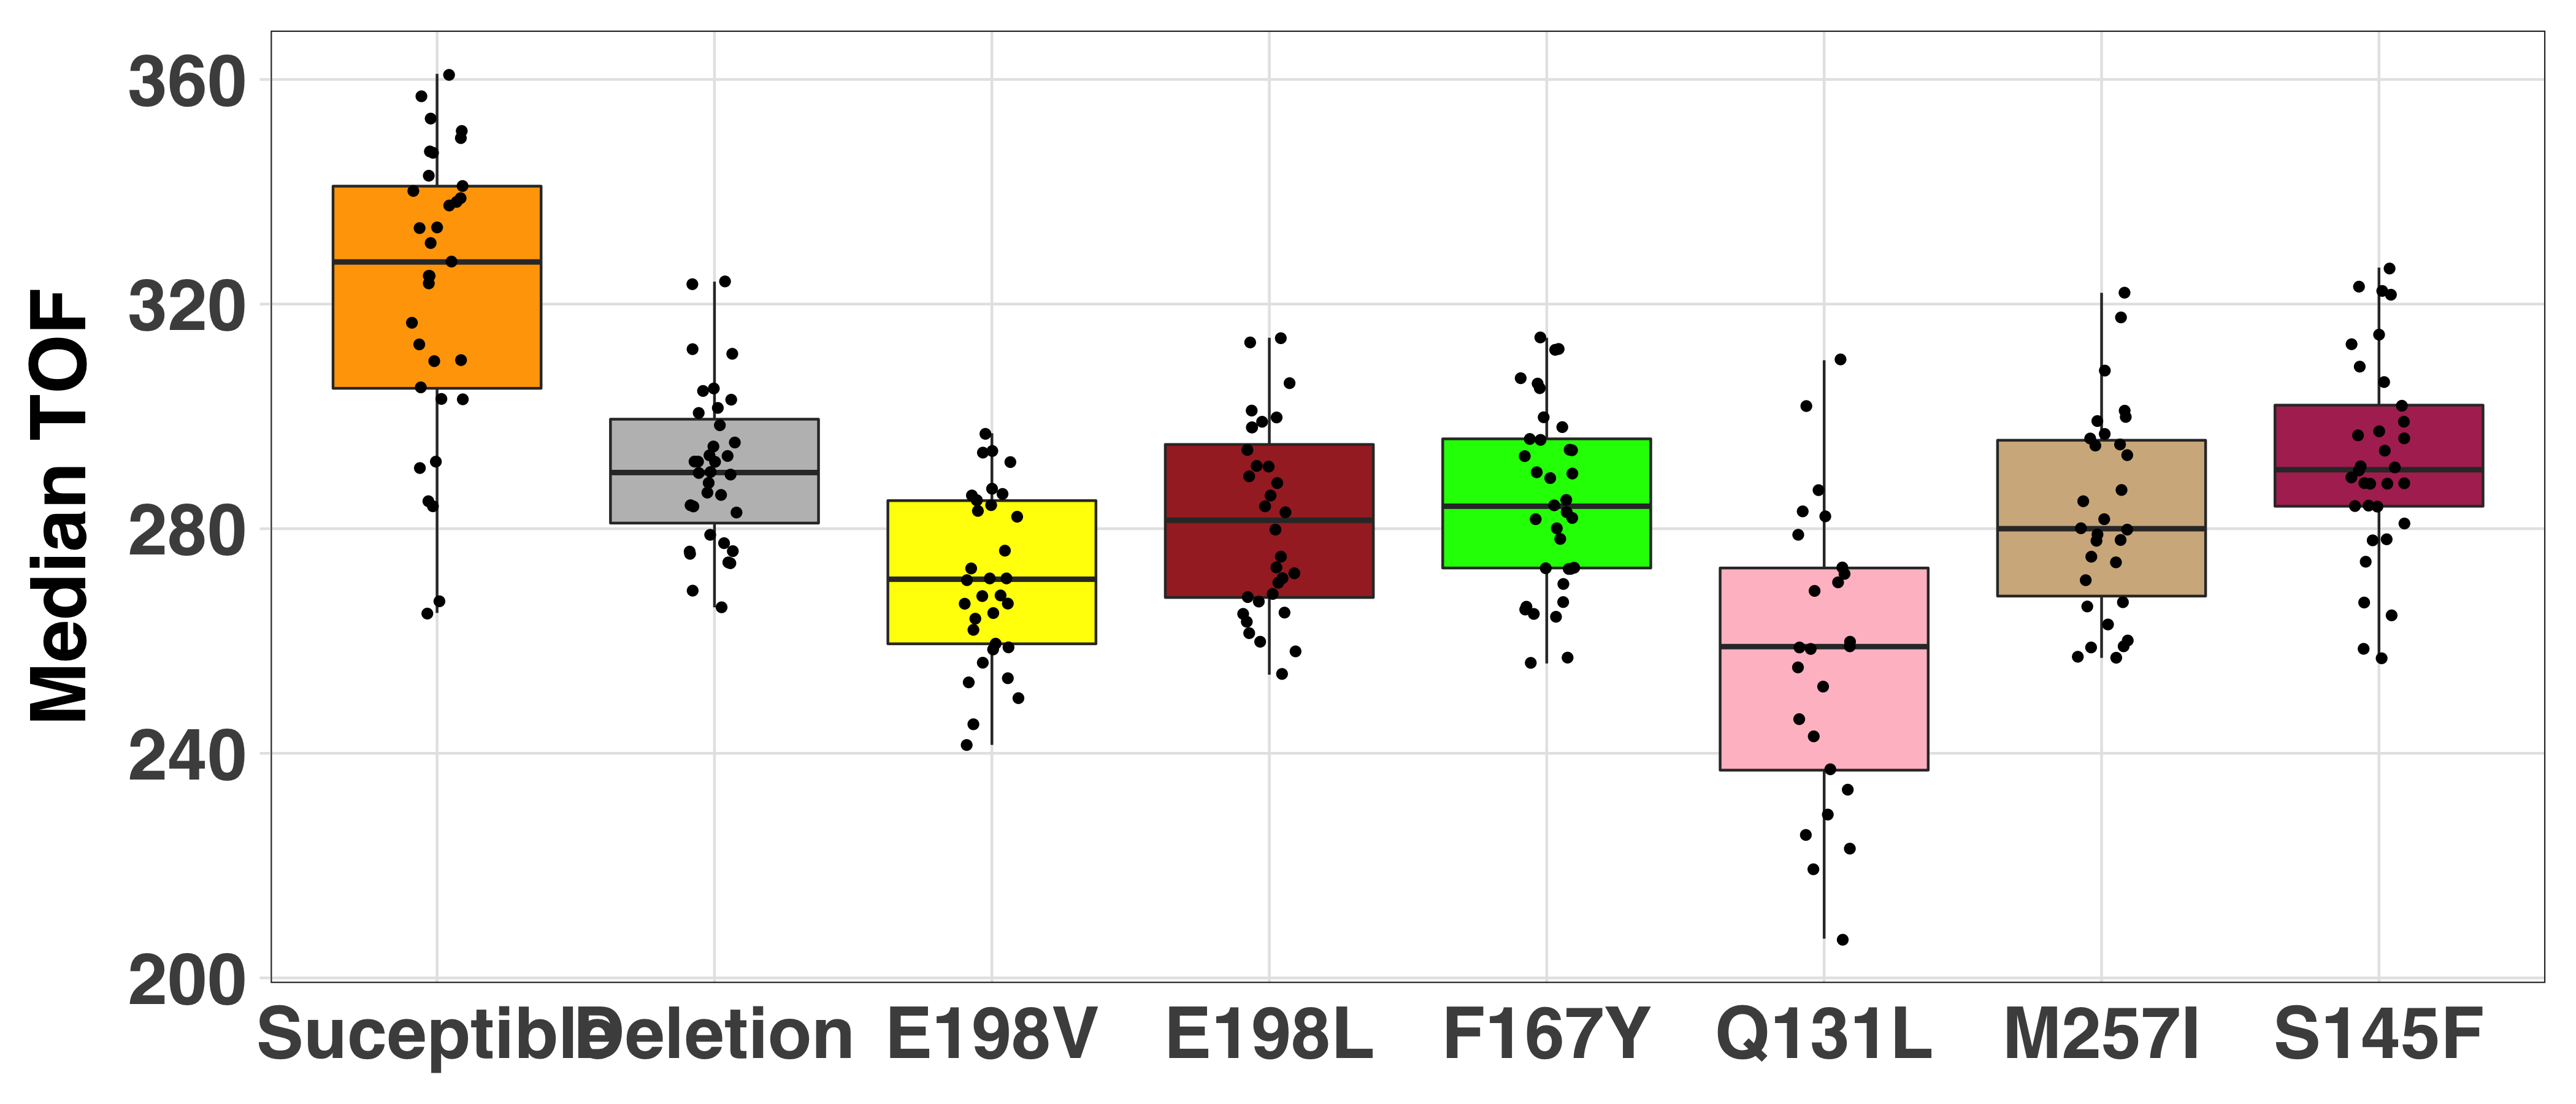 Median TOF
360
320
280
240
200
Suceptible Deletion E198V E198L F167Y Q131L M257I S145F